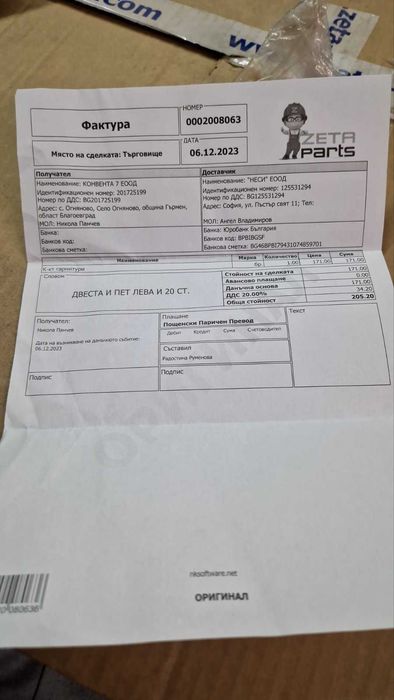 .com
zeta
Фактура
НОМЕР
0002008063
Място на сделката: Търговище
ДАТА
06.12.2023
ZETA
Parts
Получател
Наименование: КОНВЕНТА 7 ЕООД
Идентификационен номер: 201725199
Номер по ДДС: BG201725199
Адрес: с. Огняново, Село Огняново, община Гърмен,
област Благоевград
МОЛ: Никола Панчев
Банка:
Банков код:
Банкова сметка:
Доставчик
Наименование: "НЕСИ" ЕООД
Идентификационен номер: 125531294
Номер по ДДС: BG125531294
Адрес: София, ул. Пъстър свят 11; Тел:
МОЛ: Ангел Владимиров
Банка: Юробанк България
Банков код: BPBIBGSF
Банкова сметка: BG46BPBI79431074859701
Наименование Марка Количество Цена Сума
К-кт гарнитури бр 1.00 171.00 171.00
Словом
ДВЕСТА И ПЕТ ЛЕВА И 20 СТ.
Стойност на сделката 171.00
Авансово плащане 0.00
Данъчна основа 171.00
ДДС 20.00% 34.20
Обща стойност 205.20
Получател:
Никола Панчев
Дата на възникване на данъчното събитие:
06.12.2023
Подпис
Плащане
Пощенски Паричен Превод
Дебит Кредит Сума Счетоводител
Съставил
Радостина Руменова
Подпис
Текст
nksoftware.net
ОРИГИНАЛ